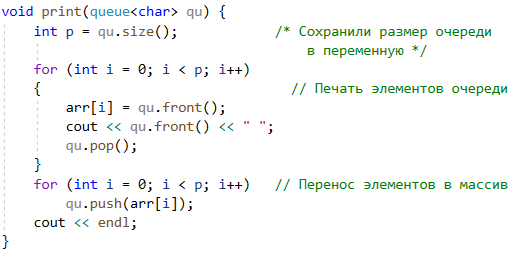 void print(queue<char> qu) {
    int p = qu.size();            /* Сохранили размер очереди
                                      в переменную */
    for (int i = 0; i < p; i++)
    {                               // Печать элементов очереди
        arr[i] = qu.front();
        cout << qu.front() << " ";
        qu.pop();
    }
    for (int i = 0; i < p; i++)   // Перенос элементов в массив
        qu.push(arr[i]);
    cout << endl;
}